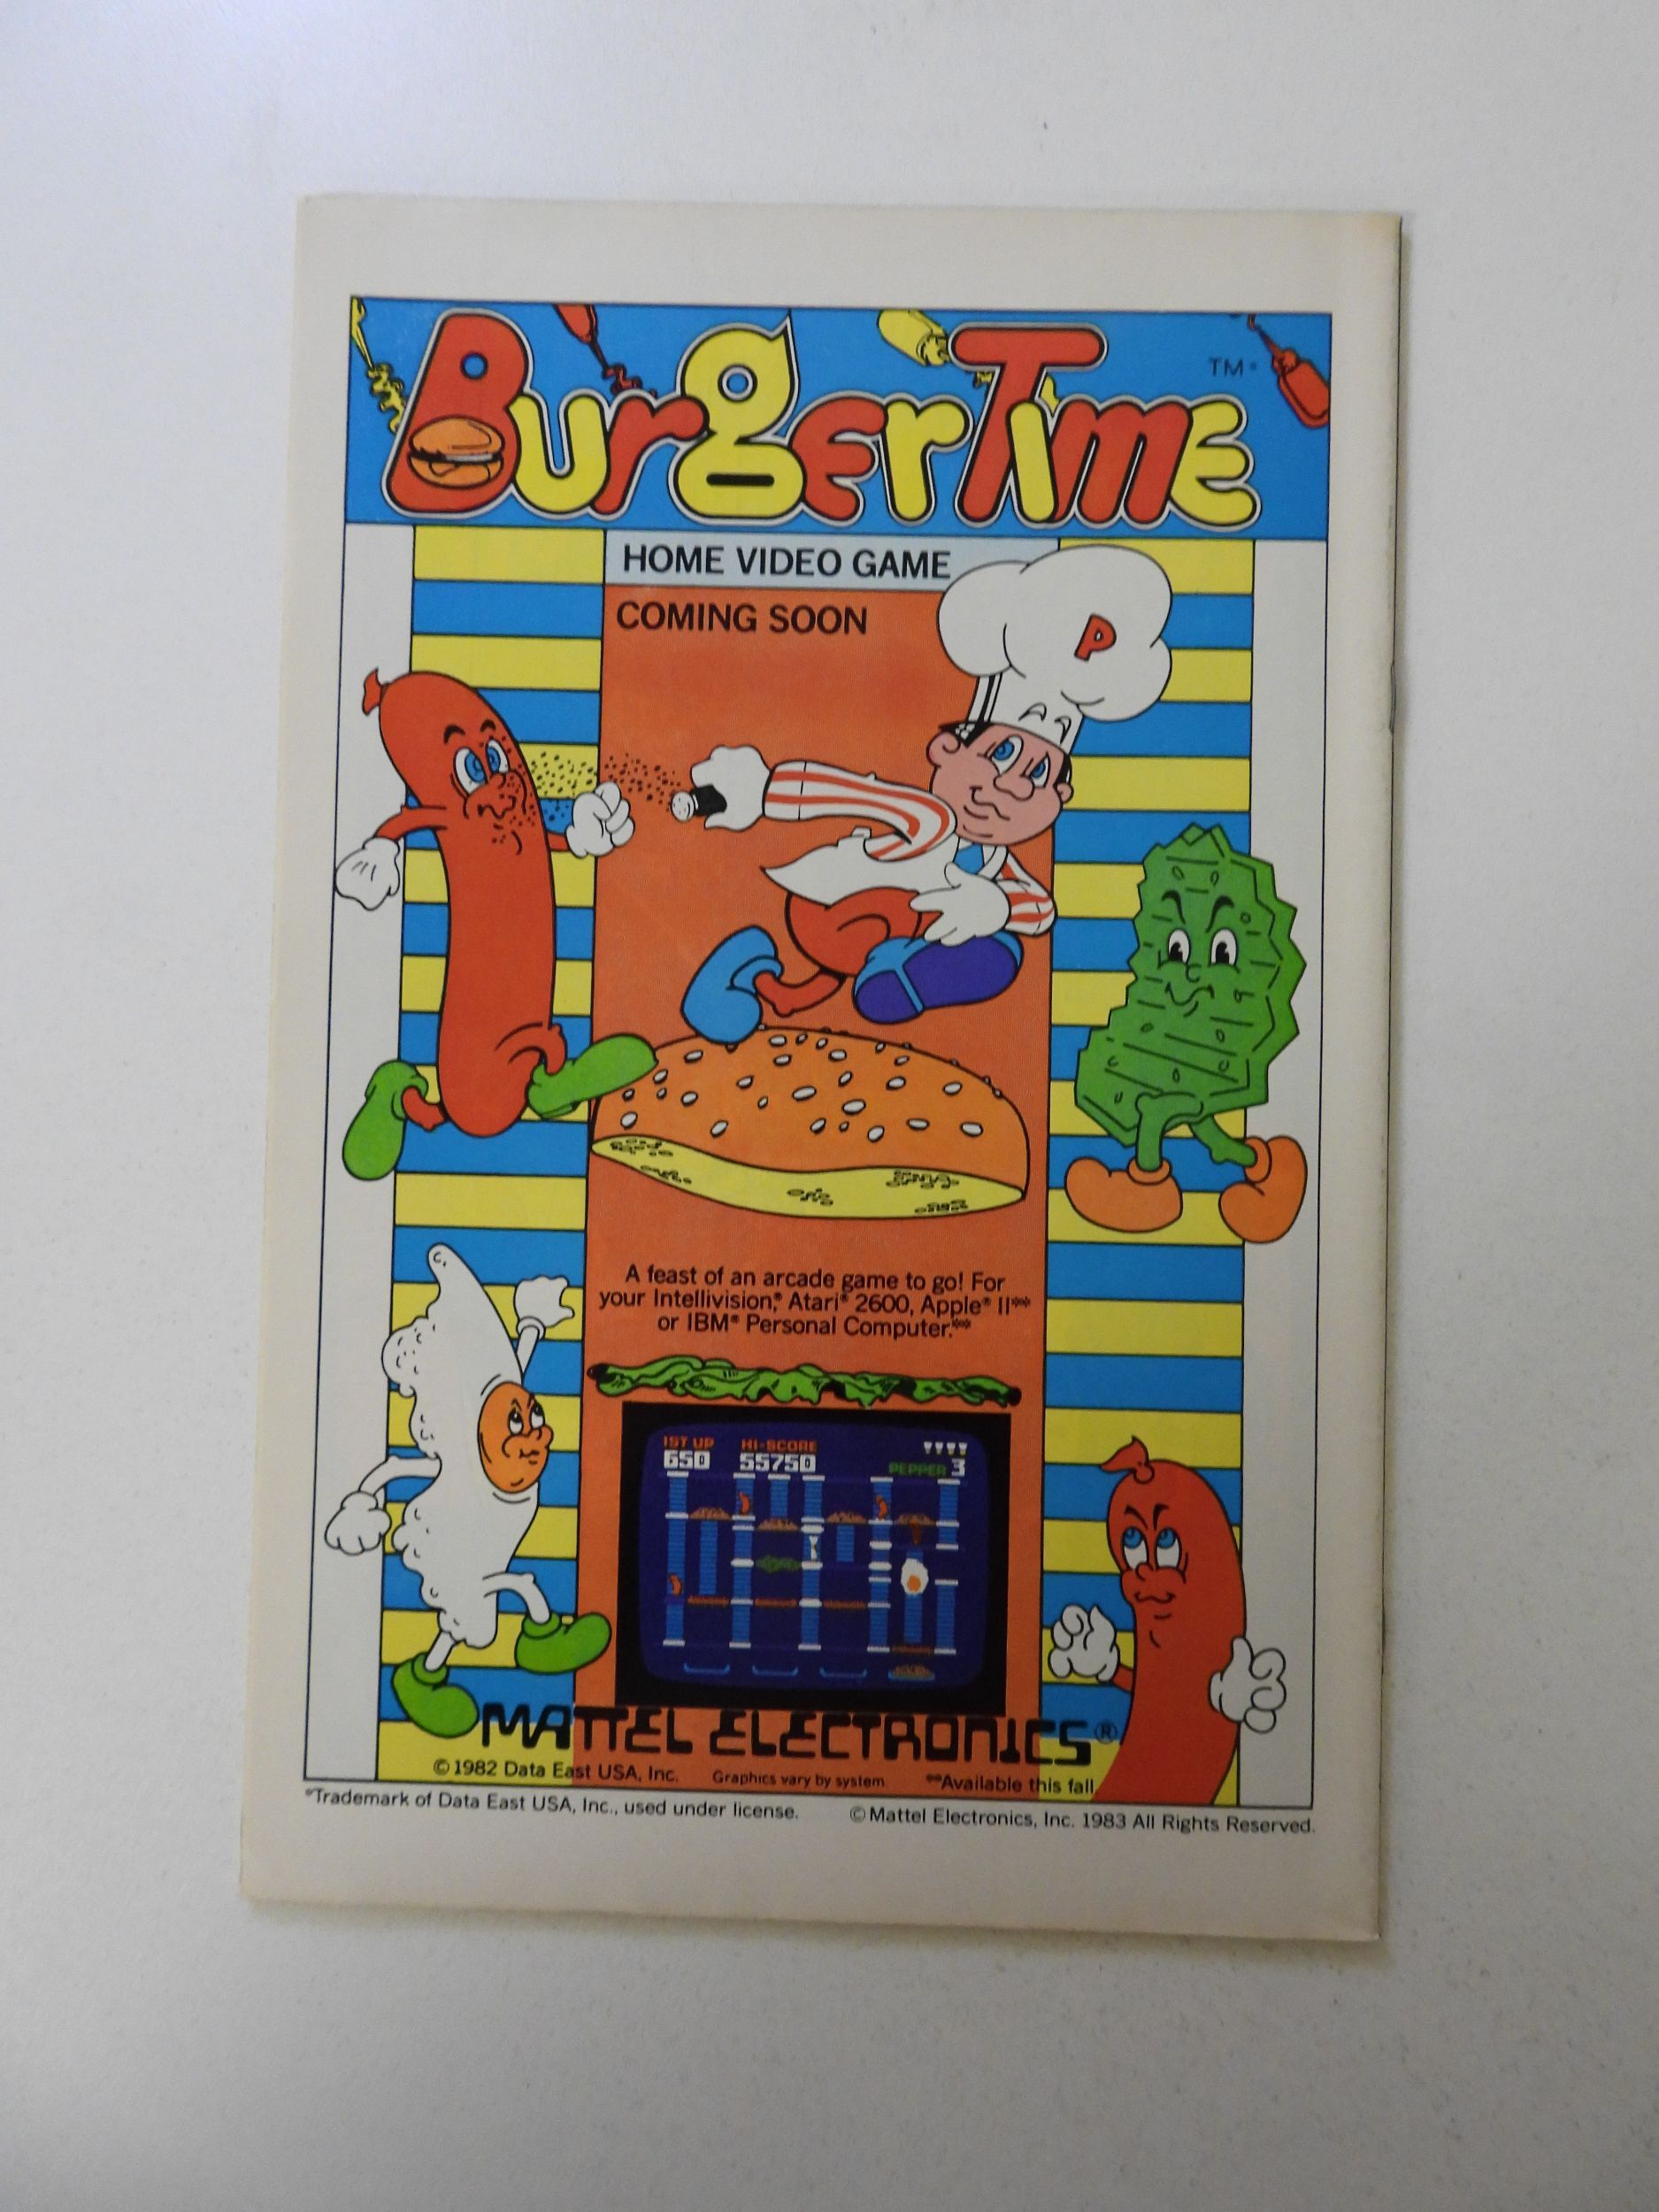 BurgerTime TM*
HOME VIDEO GAME
COMING SOON
P
A feast of an arcade game to go! For
your Intellivision,® Atari® 2600, Apple® II**
or IBM® Personal Computer.**
1ST UP HI-SCORE
650 55750 PEPPER 3
MATTEL ELECTRONICS®
©1982 Data East USA, Inc. Graphics vary by system **Available this fall
*Trademark of Data East USA, Inc., used under license. © Mattel Electronics, Inc. 1983 All Rights Reserved.